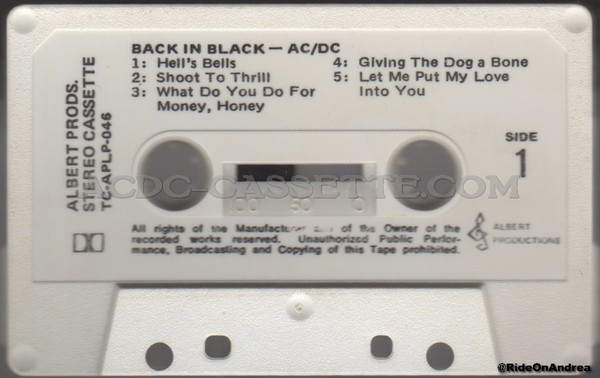 BACK IN BLACK — AC/DC
1: Hell's Bells
2: Shoot To Thrill
3: What Do You Do For
Money, Honey
4: Giving The Dog a Bone
5: Let Me Put My Love
Into You
ALBERT PRODS.
STEREO CASSETTE
TC-APLP-046
SIDE
1
ACDC-CASSETTE.COM
100 50 0
All rights of the Manufacturer and of the Owner of the
recorded works reserved. Unauthorized Public Perfor-
mance, Broadcasting and Copying of this Tape prohibited.
ALBERT
PRODUCTIONS
@RideOnAndrea